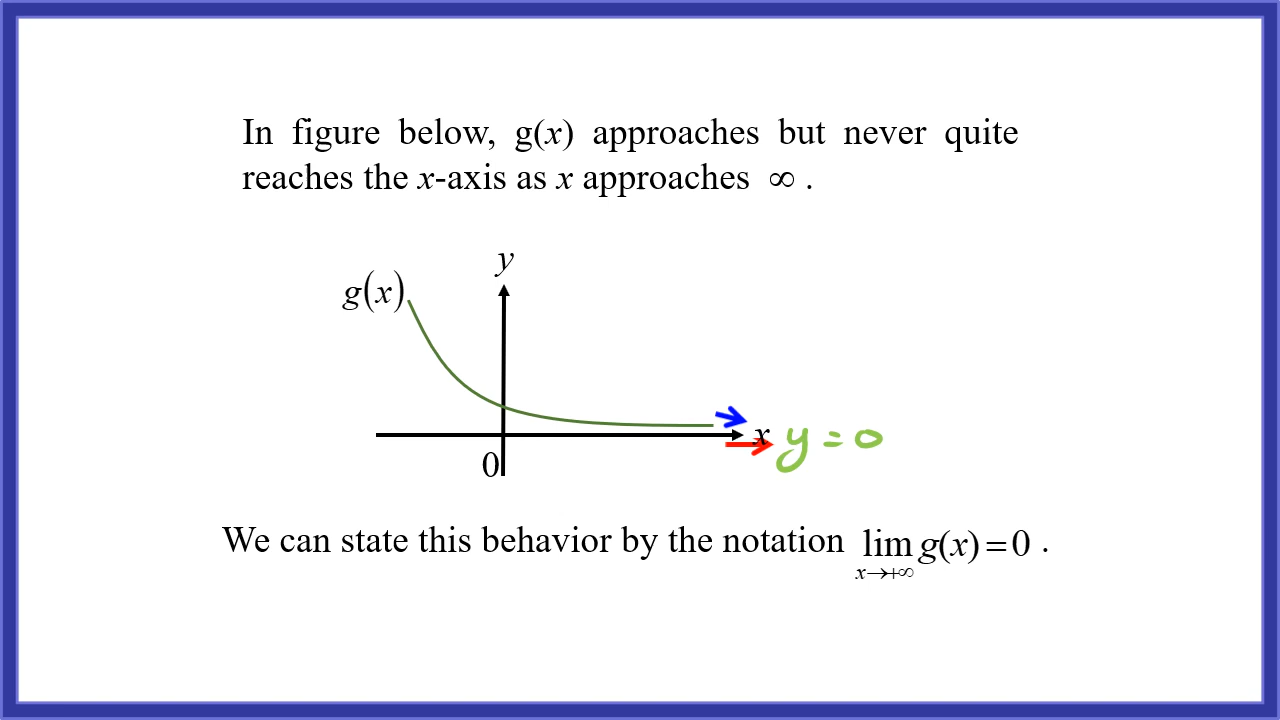 In figure below, g(x) approaches but never quite
reaches the x-axis as x approaches ∞ .
y
g(x)
x y = 0
0
We can state this behavior by the notation lim g(x) = 0 .
x→+∞